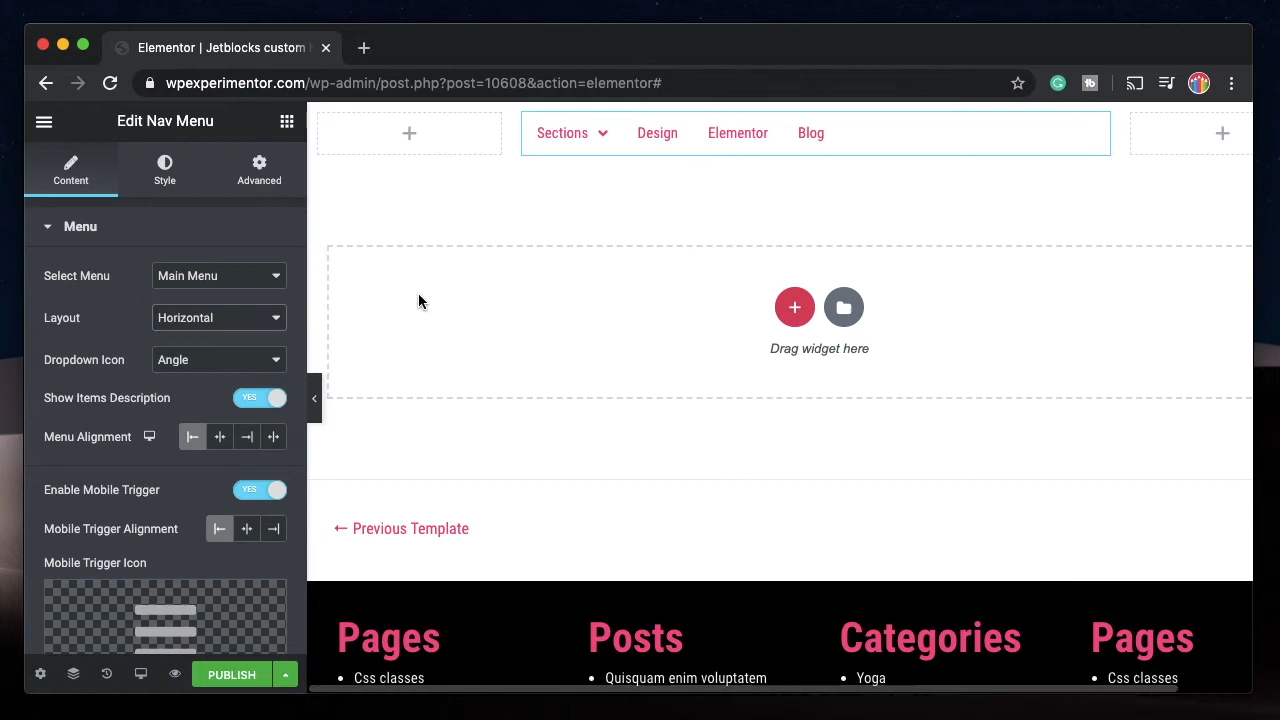 Elementor | Jetblocks custom
wpexperimentor.com/wp-admin/post.php?post=10608&action=elementor#
Edit Nav Menu
Content
Style
Advanced
Menu
Select Menu
Main Menu
Layout
Horizontal
Dropdown Icon
Angle
Show Items Description
YES
Menu Alignment
Enable Mobile Trigger
YES
Mobile Trigger Alignment
Mobile Trigger Icon
PUBLISH
Sections
Design
Elementor
Blog
Drag widget here
← Previous Template
Pages
Posts
Categories
Pages
• Css classes
• Quisquam enim voluptatem
• Yoga
• Css classes